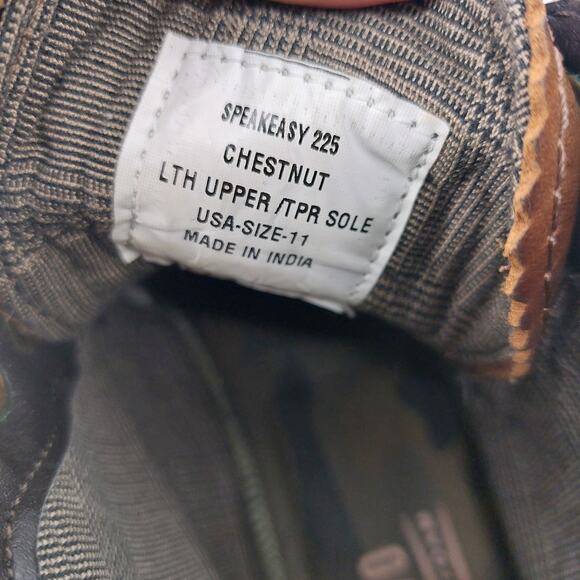 SPEAKEASY 225
CHESTNUT
LTH UPPER /TPR SOLE
USA-SIZE-11
MADE IN INDIA